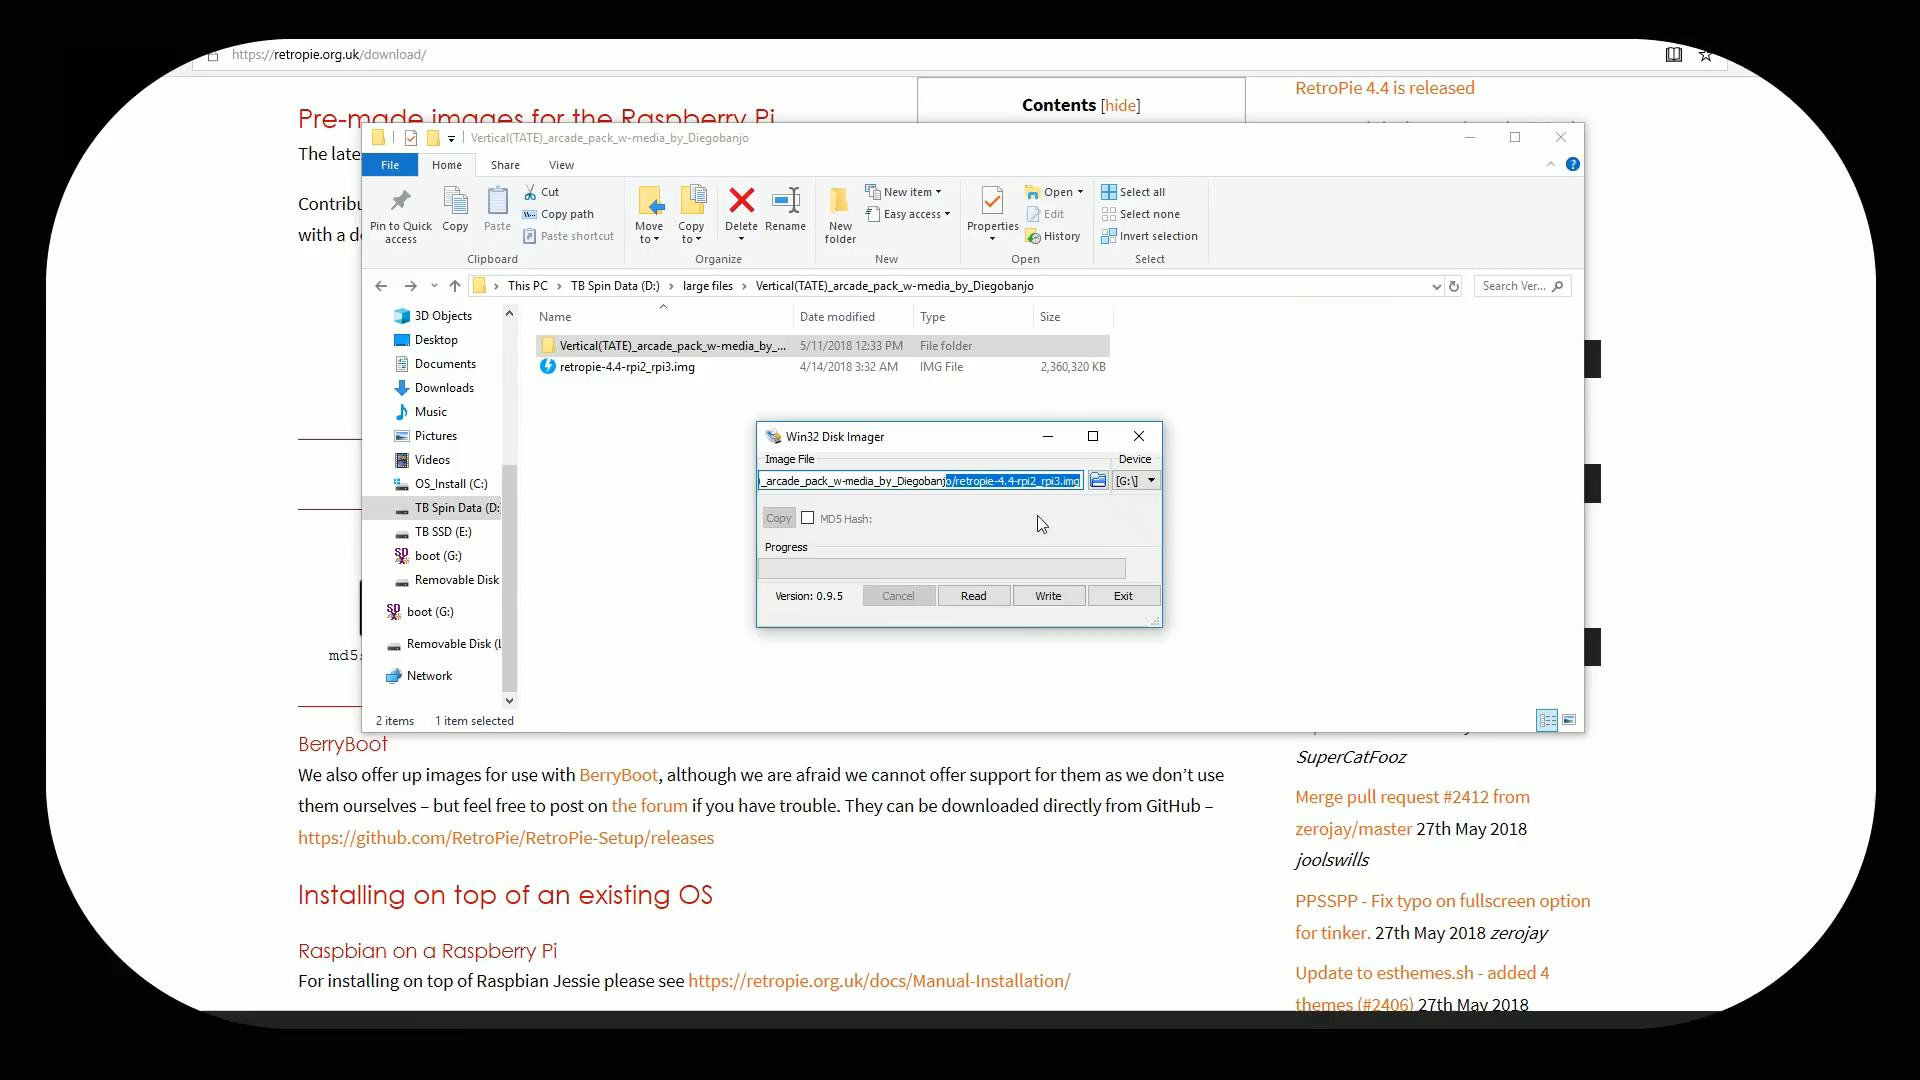 https://retropie.org.uk/download/
Pre-made images for the Raspberry Pi
The late
Contribu
with a d
md5:
Contents [hide]
RetroPie 4.4 is released
Vertical(TATE)_arcade_pack_w-media_by_Diegobanjo
File
Home
Share
View
Pin to Quick access
Copy
Paste
Cut
Copy path
Paste shortcut
Clipboard
Move to
Copy to
Delete
Rename
Organize
New folder
New item
Easy access
New
Properties
Open
Edit
History
Open
Select all
Select none
Invert selection
Select
This PC
TB Spin Data (D:)
large files
Vertical(TATE)_arcade_pack_w-media_by_Diegobanjo
Search Ver...
3D Objects
Desktop
Documents
Downloads
Music
Pictures
Videos
OS_Install (C:)
TB Spin Data (D:
TB SSD (E:)
boot (G:)
Removable Disk
boot (G:)
Removable Disk (
Network
Name
Date modified
Type
Size
Vertical(TATE)_arcade_pack_w-media_by_...
5/11/2018 12:33 PM
File folder
retropie-4.4-rpi2_rpi3.img
4/14/2018 3:32 AM
IMG File
2,360,320 KB
Win32 Disk Imager
Image File
Device
_arcade_pack_w-media_by_Diegobanjo/retropie-4.4-rpi2_rpi3.img
[G:\]
Copy
MD5 Hash:
Progress
Version: 0.9.5
Cancel
Read
Write
Exit
2 items
1 item selected
BerryBoot
We also offer up images for use with BerryBoot, although we are afraid we cannot offer support for them as we don't use
them ourselves – but feel free to post on the forum if you have trouble. They can be downloaded directly from GitHub –
https://github.com/RetroPie/RetroPie-Setup/releases
Installing on top of an existing OS
Raspbian on a Raspberry Pi
For installing on top of Raspbian Jessie please see https://retropie.org.uk/docs/Manual-Installation/
SuperCatFooz
Merge pull request #2412 from
zerojay/master 27th May 2018
joolswills
PPSSPP - Fix typo on fullscreen option
for tinker. 27th May 2018 zerojay
Update to esthemes.sh - added 4
themes (#2406) 27th May 2018